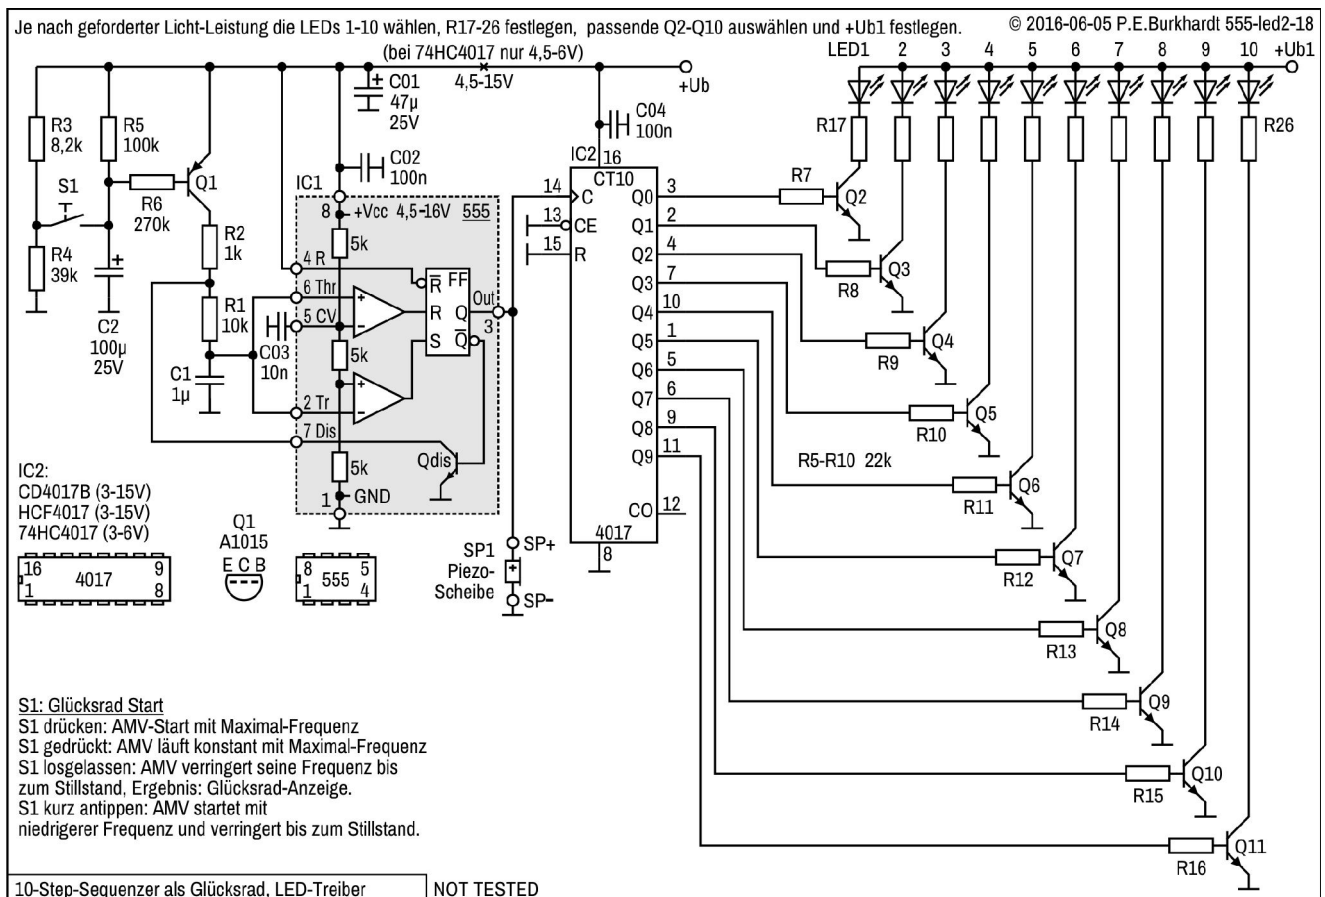 Je nach geforderter Licht-Leistung die LEDs 1-10 wählen, R17-26 festlegen, passende Q2-Q10 auswählen und +Ub1 festlegen.
© 2016-06-05 P.E.Burkhardt 555-led2-18
(bei 74HC4017 nur 4,5-6V)
LED1 2 3 4 5 6 7 8 9 10 +Ub1
4,5-15V
+Ub
C01
47µ
25V
C04
100n
R3
8,2k
R5
100k
R17
R26
C02
100n
IC2
16
CT10
S1
Q1
R6
270k
IC1
8
+Vcc 4,5-16V 555
14
C
13
CE
15
R
Q0 3
Q1 2
Q2 4
Q3 7
Q4 10
Q5 1
Q6 5
Q7 6
Q8 9
Q9 11
CO 12
4017
8
R7
Q2
R8
Q3
R9
Q4
R10
Q5
R5-R10 22k
R11
Q6
R12
Q7
R13
Q8
R14
Q9
R15
Q10
R16
Q11
R4
39k
R2
1k
5k
4 R
R
FF
6 Thr
+
R
Q
Out
3
5 CV
-
S
Q
R1
10k
C03
10n
5k
C2
100µ
25V
C1
1µ
+
2 Tr
-
7 Dis
Qdis
5k
1
GND
IC2:
CD4017B (3-15V)
HCF4017 (3-15V)
74HC4017 (3-6V)
16 9
4017
1 8
Q1
A1015
E C B
8 5
555
1 4
SP1
Piezo-
Scheibe
SP+
+
SP-
S1: Glücksrad Start
S1 drücken: AMV-Start mit Maximal-Frequenz
S1 gedrückt: AMV läuft konstant mit Maximal-Frequenz
S1 losgelassen: AMV verringert seine Frequenz bis
zum Stillstand, Ergebnis: Glücksrad-Anzeige.
S1 kurz antippen: AMV startet mit
niedrigerer Frequenz und verringert bis zum Stillstand.
10-Step-Sequenzer als Glücksrad, LED-Treiber
NOT TESTED